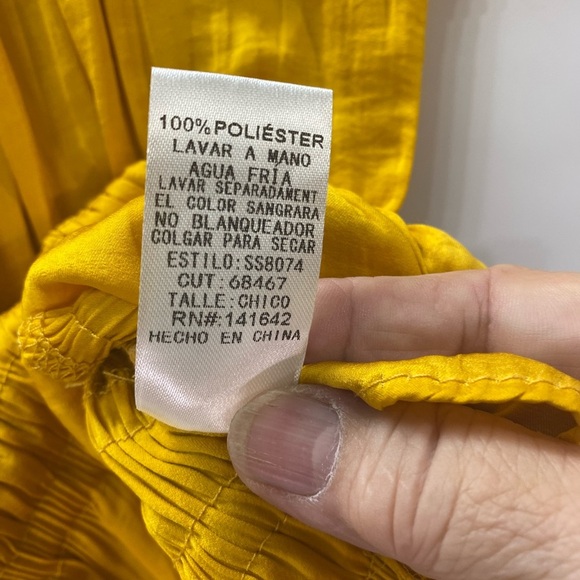 100% POLIÉSTER
LAVAR A MANO
AGUA FRÍA
LAVAR SEPARADAMENT
EL COLOR SANGRARA
NO BLANQUEADOR
COLGAR PARA SECAR
ESTILO: SS8074
CUT: 68467
TALLE: CHICO
RN#: 141642
HECHO EN CHINA